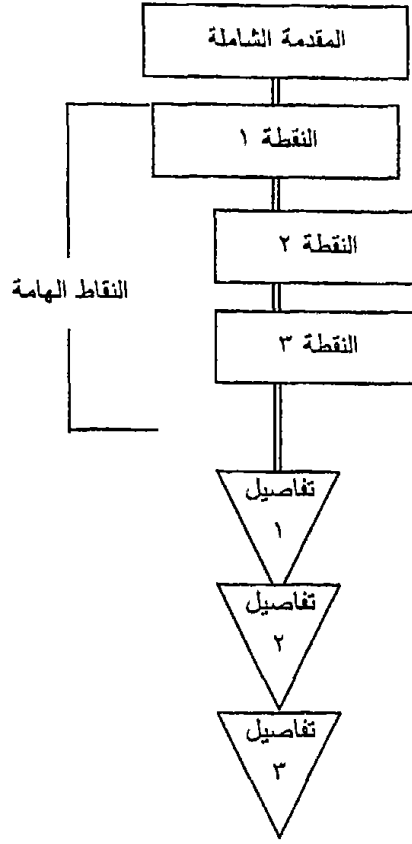 المقدمة الشاملة
النقطة ١
النقطة ٢
النقطة ٣
النقاط الهامة
تفاصيل
١
تفاصيل
٢
تفاصيل
٣